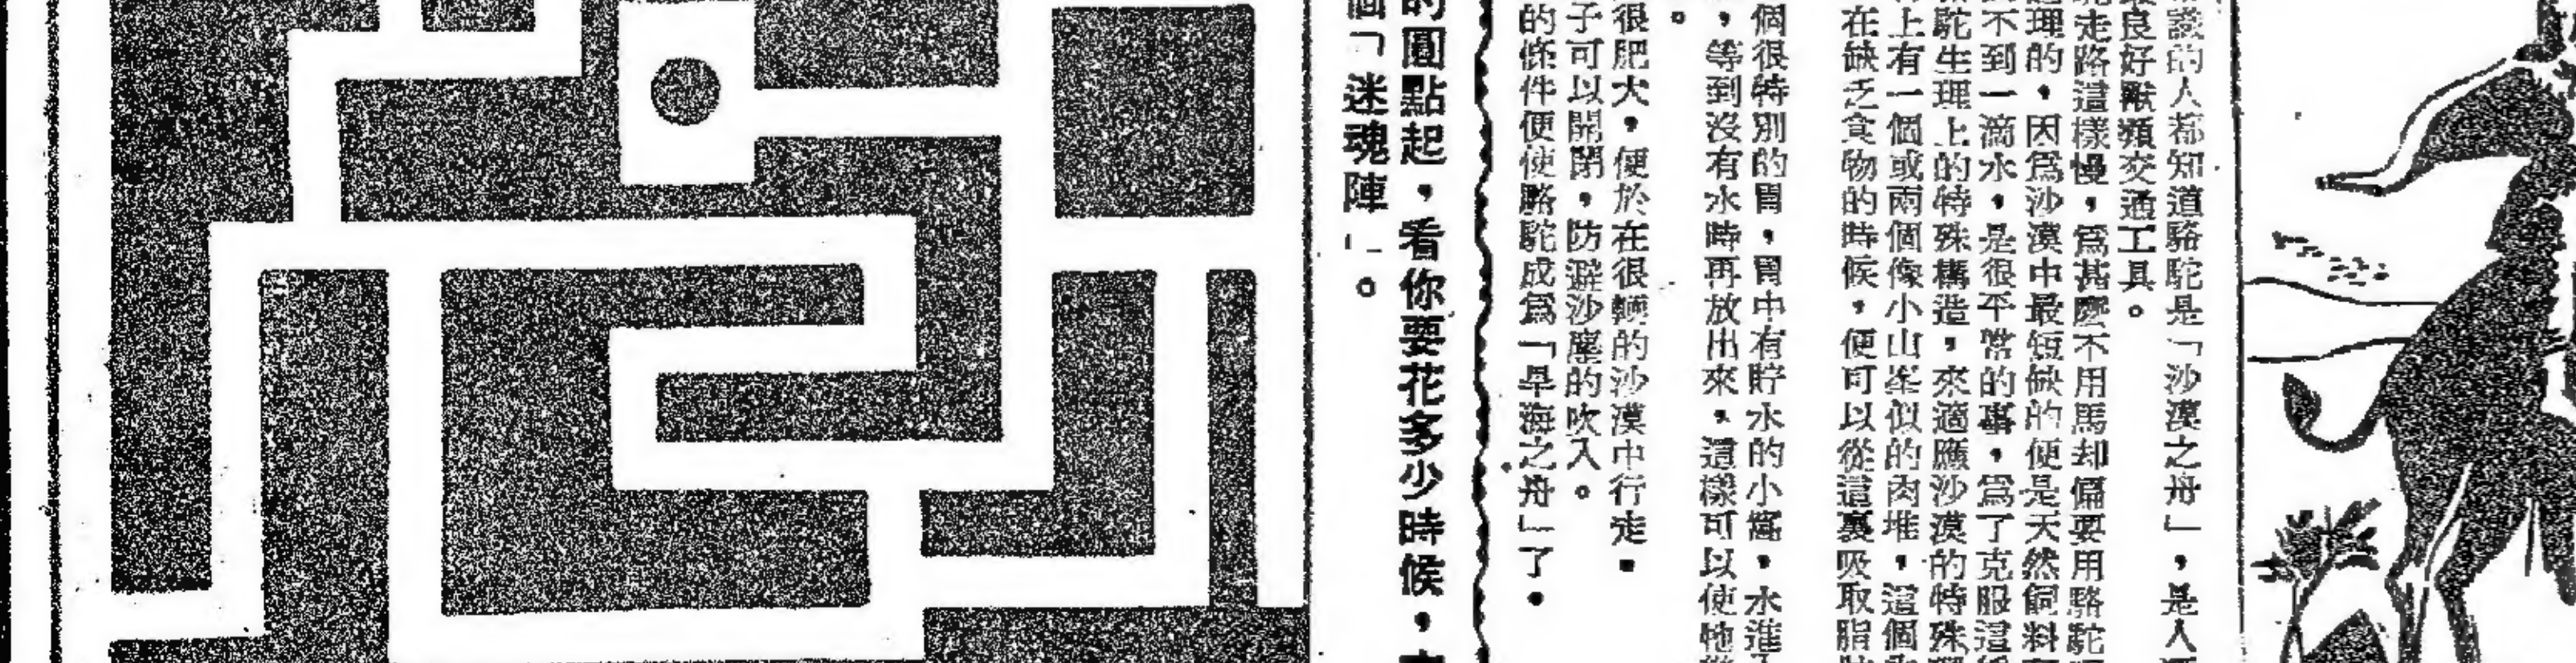 常識的人都知道駱駝是「沙漠之舟」，是人
最良好獸類交通工具。
走路這樣慢，爲甚麼不用馬却偏要用駱駝
理的，因爲沙漠中最短缺的便是天然飼料
不到一滴水，是很平常的事，爲了克服這
駝生理上的特殊構造，來適應沙漠的特殊
上有一個或兩個像小山峯似的肉堆，這個
在缺乏食物的時候，便可以從這裏吸取脂
個很特別的胃，胃中有貯水的小窩，水進
，等到沒有水時再放出來，這樣可以使牠
。
很肥大，便於在很輭的沙漠中行走。
子可以開閉，防避沙塵的吹入。
的條件便使駱駝成爲「旱海之舟」了。
的圓點起，看你要花多少時候，
個「迷魂陣」。